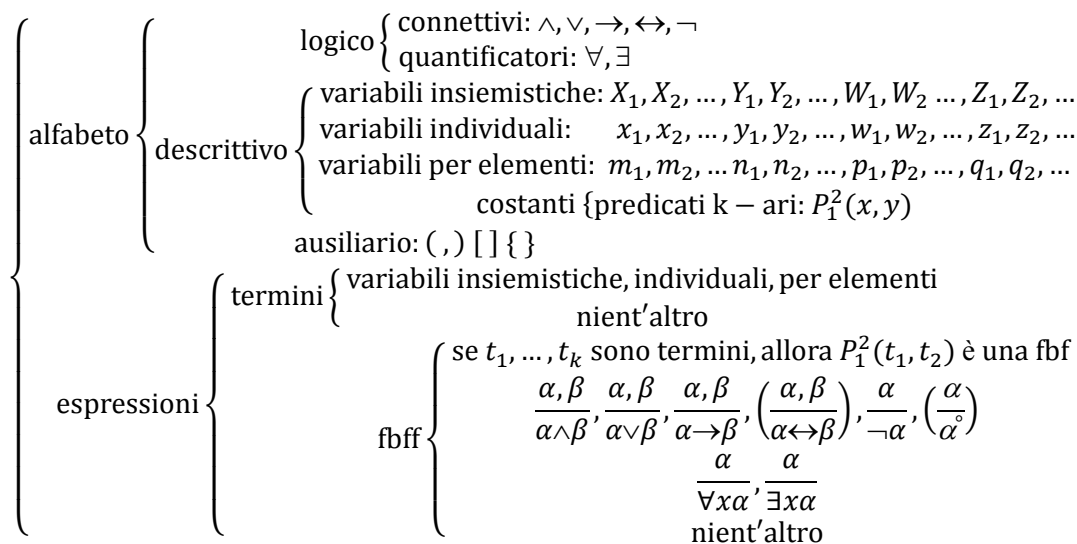 logico { connettivi: ∧, ∨, →, ↔, ¬
quantificatori: ∀, ∃
alfabeto
descrittivo
variabili insiemistiche: X₁, X₂, … , Y₁, Y₂, … , W₁, W₂ … , Z₁, Z₂, …
variabili individuali: x₁, x₂, … , y₁, y₂, … , w₁, w₂, … , z₁, z₂, …
variabili per elementi: m₁, m₂, … n₁, n₂, … , p₁, p₂, … , q₁, q₂, …
costanti {predicati k − ari: P₁²(x, y)
ausiliario: ( , ) [ ] { }
espressioni
termini { variabili insiemistiche, individuali, per elementi
nient′altro
fbff
se t₁, … , tₖ sono termini, allora P₁²(t₁, t₂) è una fbf
α, β / α∧β, α, β / α∨β, α, β / α→β, (α, β / α↔β), α / ¬α, (α / α°)
α / ∀xα, α / ∃xα
nient′altro